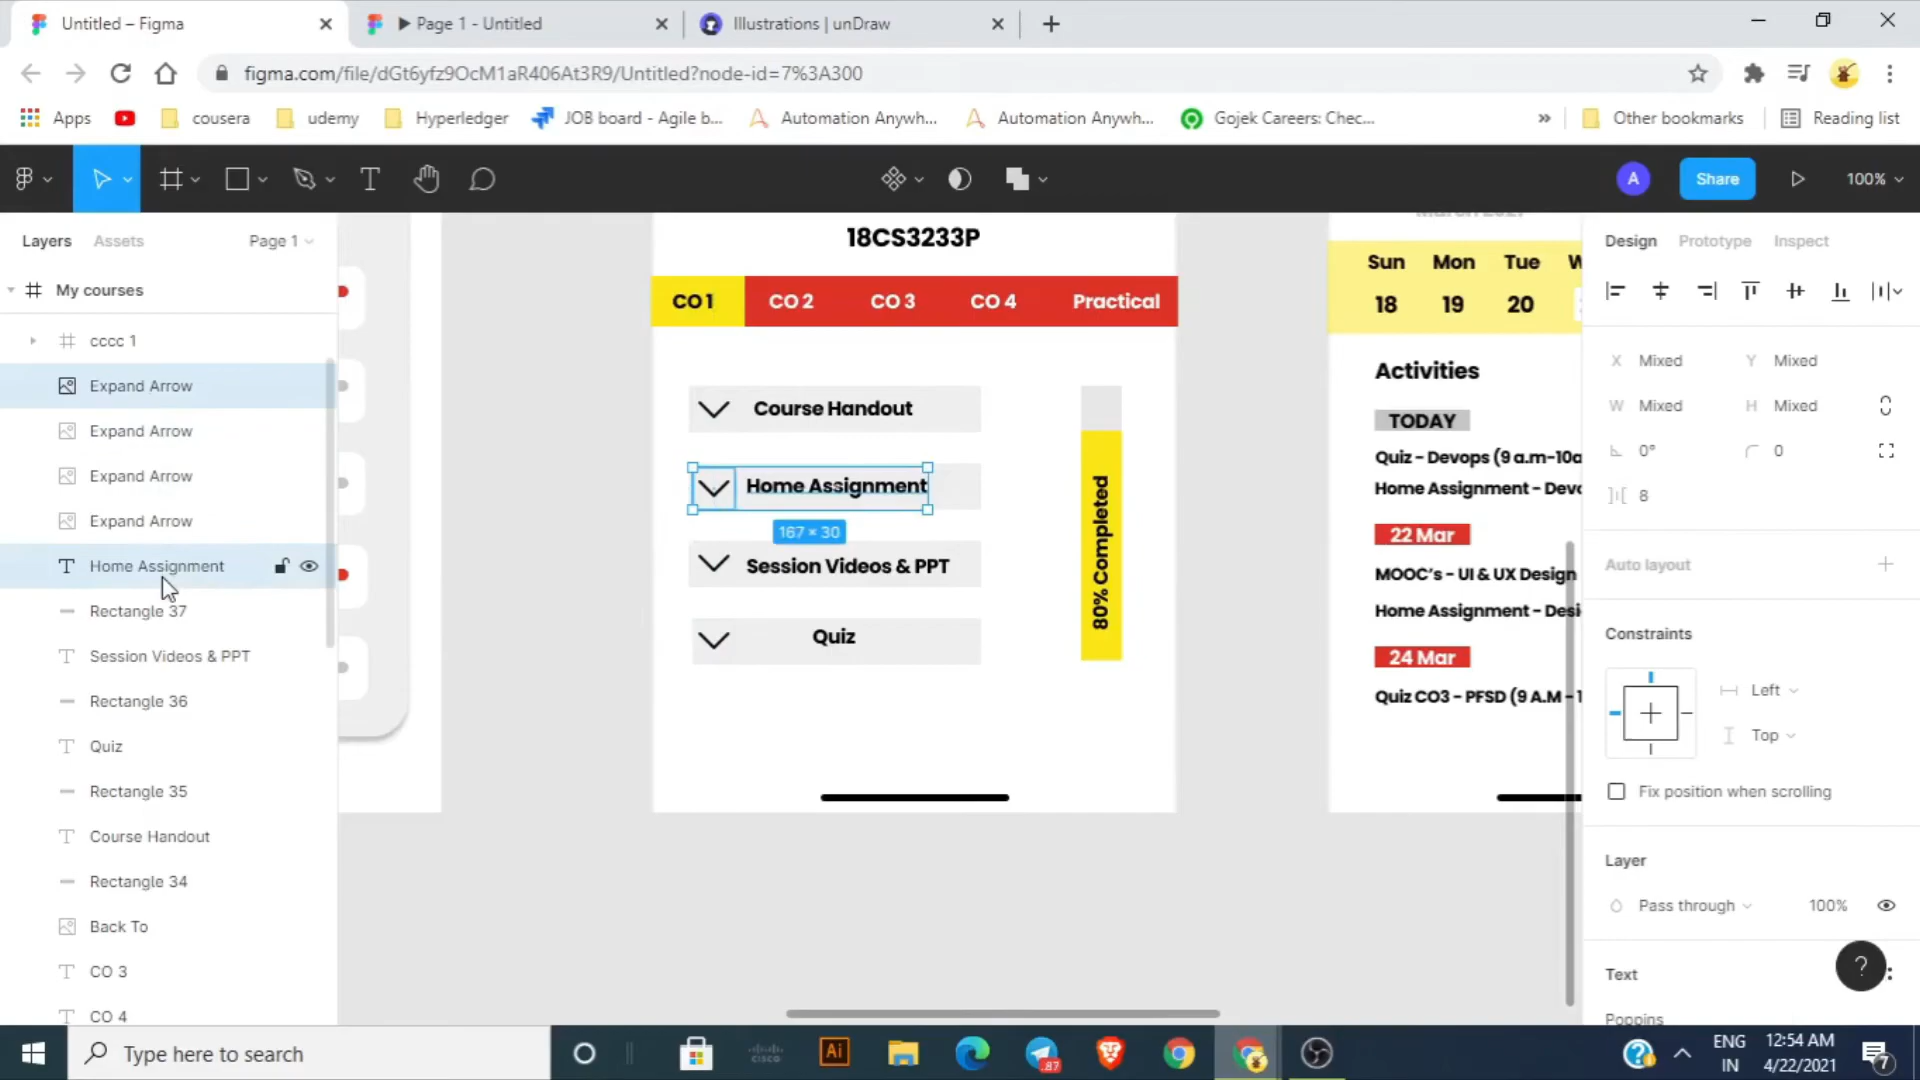 Untitled – Figma
▶ Page 1 - Untitled
Illustrations | unDraw
figma.com/file/dGt6yfz9OcM1aR406At3R9/Untitled?node-id=7%3A300
Apps
cousera
udemy
Hyperledger
JOB board - Agile b...
Automation Anywh...
Automation Anywh...
Gojek Careers: Chec...
»
Other bookmarks
Reading list
A
Share
100%
Layers
Assets
Page 1
My courses
cccc 1
Expand Arrow
Expand Arrow
Expand Arrow
Expand Arrow
Home Assignment
Rectangle 37
Session Videos & PPT
Rectangle 36
Quiz
Rectangle 35
Course Handout
Rectangle 34
Back To
CO 3
CO 4
18CS3233P
CO 1
CO 2
CO 3
CO 4
Practical
Course Handout
Home Assignment
167 × 30
Session Videos & PPT
Quiz
80% Completed
Sun
Mon
Tue
18
19
20
Activities
TODAY
Quiz - Devops (9 a.m-10a
Home Assignment - Devo
22 Mar
MOOC's - UI & UX Design
Home Assignment - Desi
24 Mar
Quiz CO3 - PFSD (9 A.M - 1
Design
Prototype
Inspect
X Mixed
Y Mixed
W Mixed
H Mixed
0°
0
8
Auto layout
Constraints
Left
Top
Fix position when scrolling
Layer
Pass through
100%
Text
?
Poppins
Type here to search
Ai
CISCO
87
ENG
IN
12:54 AM
4/22/2021
7